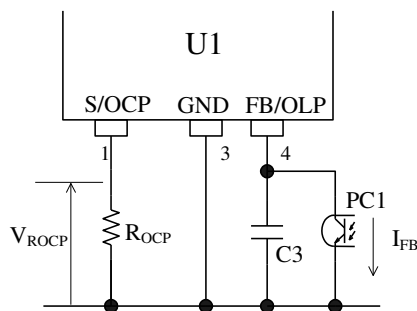 U1
S/OCP GND FB/OLP
1 3 4
PC1
VROCP ROCP C3 IFB